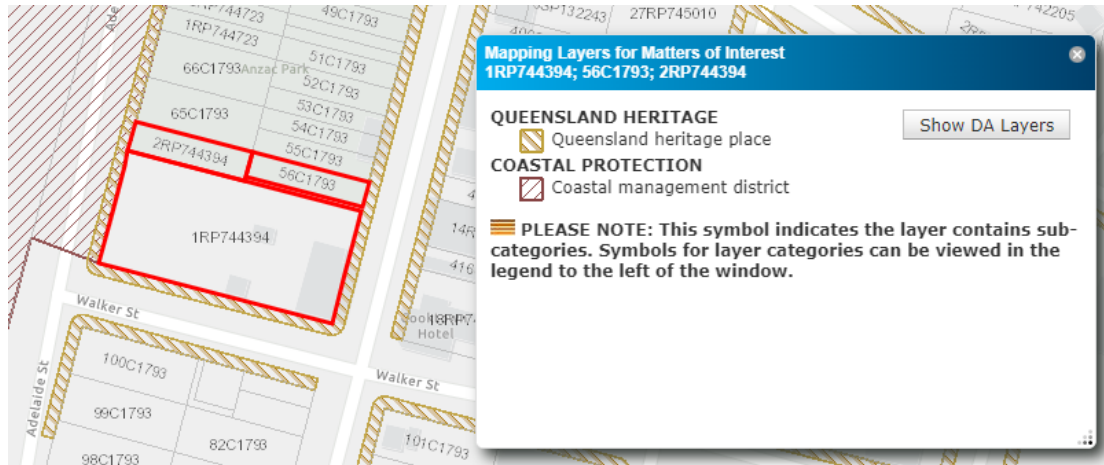 RP744723
49C1793
1RP744723
51C1793
66C1793
Anzac Park
52C1793
53C1793
65C1793
54C1793
2RP744394
55C1793
56C1793
1RP744394
Walker St
Hotel
Walker St
100C1793
Adelaide St
99C1793
82C1793
101C1793
98C1793
27RP745010
Mapping Layers for Matters of Interest
1RP744394; 56C1793; 2RP744394
QUEENSLAND HERITAGE
Show DA Layers
Queensland heritage place
COASTAL PROTECTION
Coastal management district
PLEASE NOTE: This symbol indicates the layer contains sub-
categories. Symbols for layer categories can be viewed in the
legend to the left of the window.